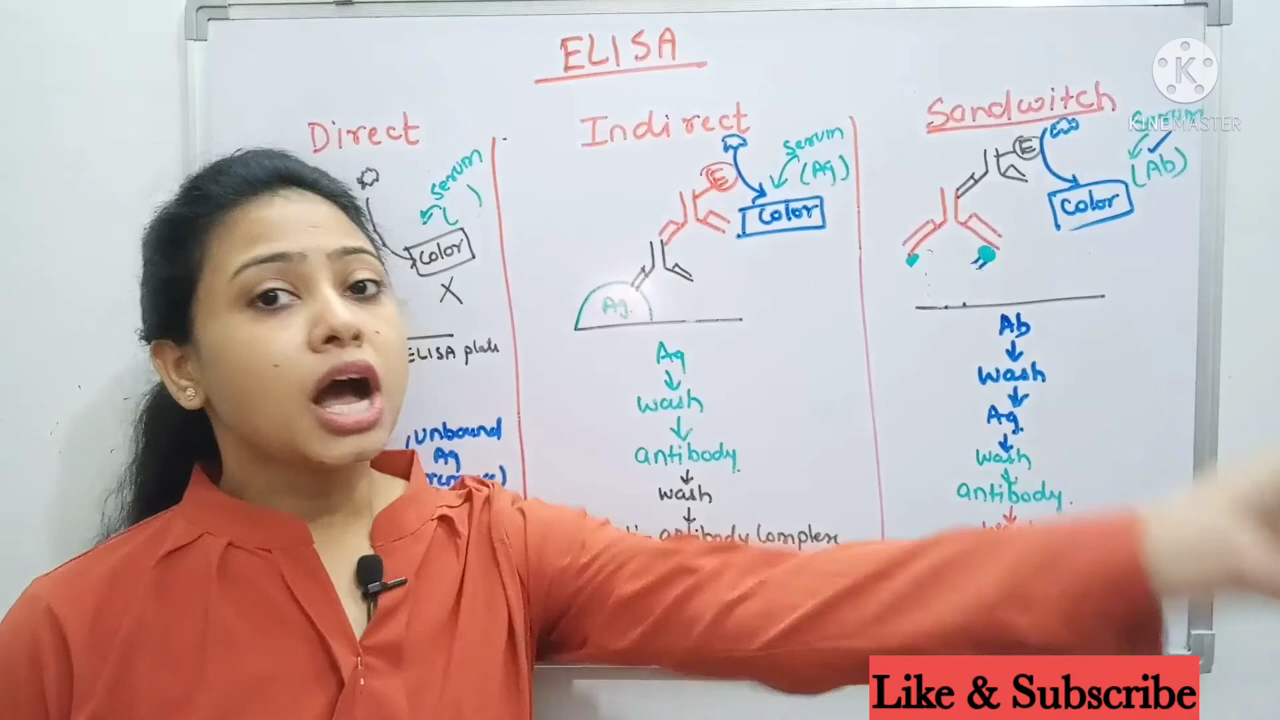 ELISA
Direct
serum
( )
Color
X
ELISA plate
(unbound
Ag
Indirect
serum
(Ag)
E
Color
Ag.
Ag
wash
antibody
wash
antibody Complex
Sandwitch
serum
(Ab)
E
Color
Ab
wash
Ag
wash
antibody
K
KINEMASTER
Like & Subscribe